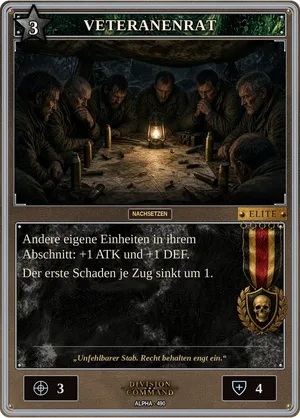 3
VETERANENRAT
NACHSETZEN
ELITE
Andere eigene Einheiten in ihrem
Abschnitt: +1 ATK und +1 DEF.
Der erste Schaden je Zug sinkt um 1.
„Unfehlbarer Stab. Recht behalten engt ein.“
3
DIVISION
COMMAND
ALPHA · 490
4